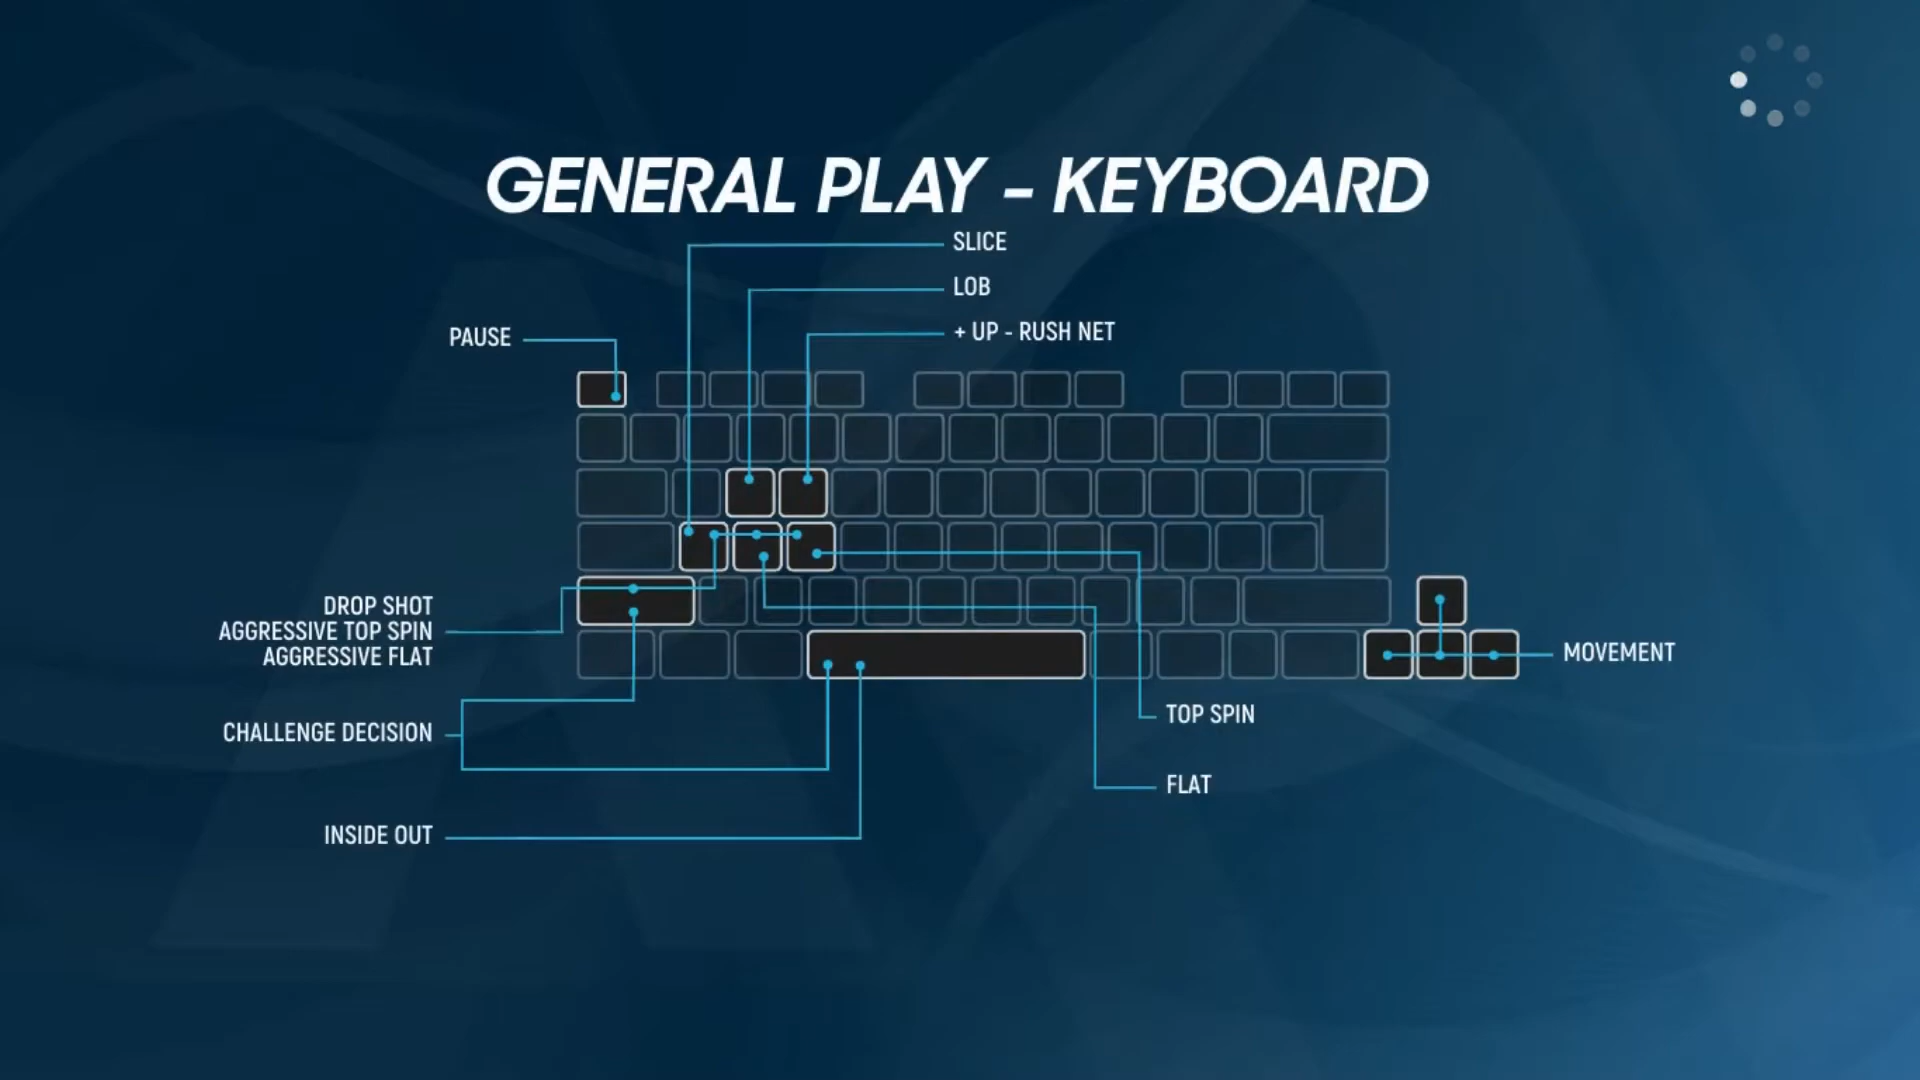 GENERAL PLAY - KEYBOARD
SLICE
LOB
+ UP - RUSH NET
PAUSE
DROP SHOT
AGGRESSIVE TOP SPIN
AGGRESSIVE FLAT
MOVEMENT
TOP SPIN
CHALLENGE DECISION
FLAT
INSIDE OUT